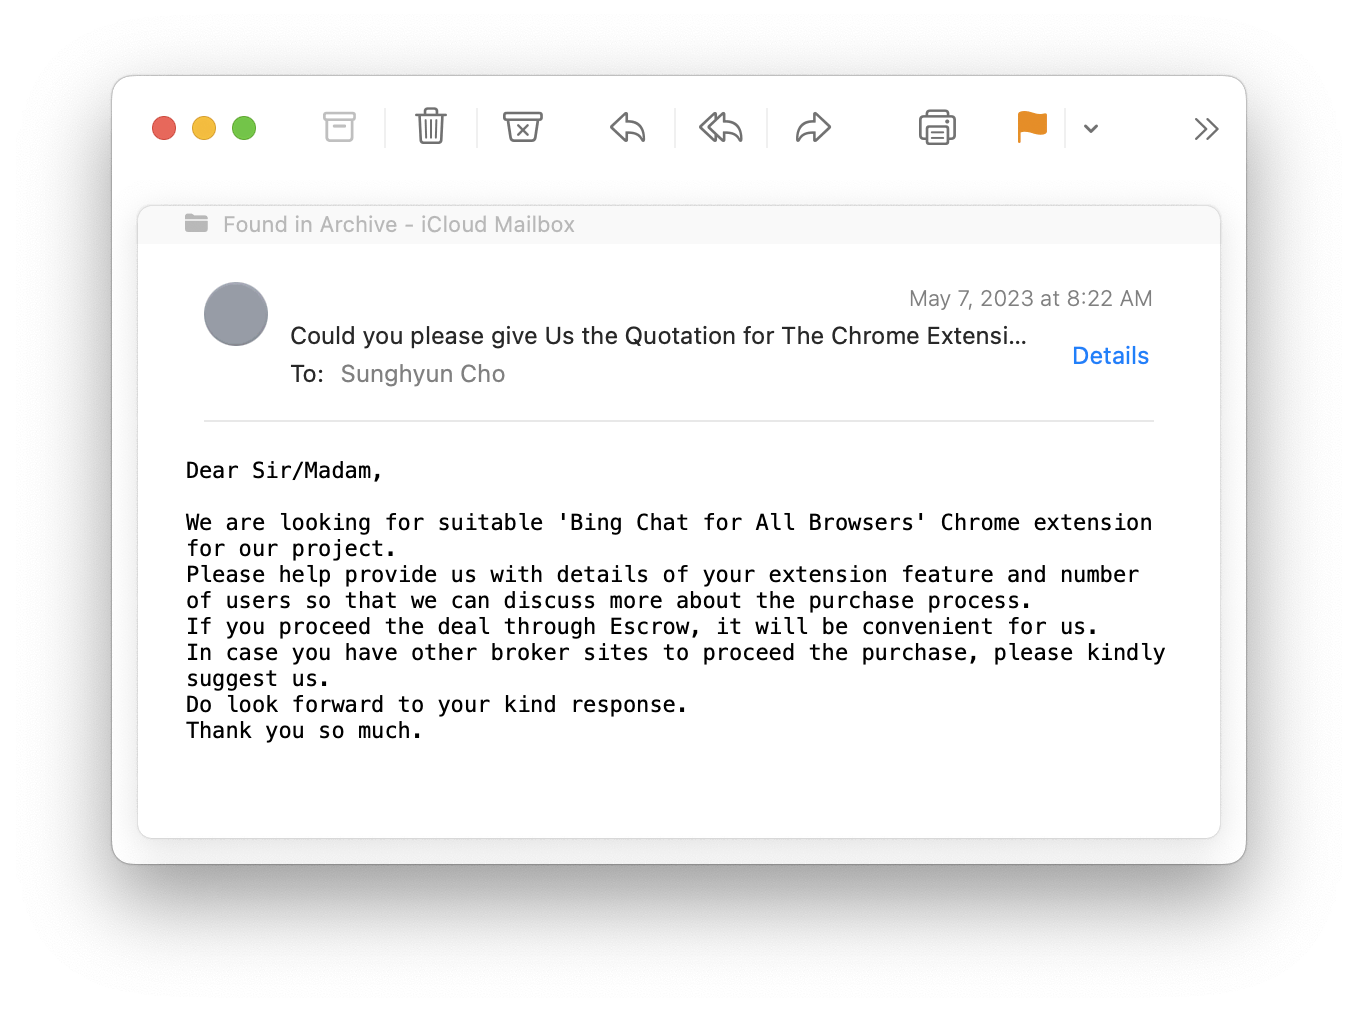 Found in Archive - iCloud Mailbox
May 7, 2023 at 8:22 AM
Could you please give Us the Quotation for The Chrome Extensi...
Details
To: Sunghyun Cho
Dear Sir/Madam,
We are looking for suitable 'Bing Chat for All Browsers' Chrome extension
for our project.
Please help provide us with details of your extension feature and number
of users so that we can discuss more about the purchase process.
If you proceed the deal through Escrow, it will be convenient for us.
In case you have other broker sites to proceed the purchase, please kindly
suggest us.
Do look forward to your kind response.
Thank you so much.